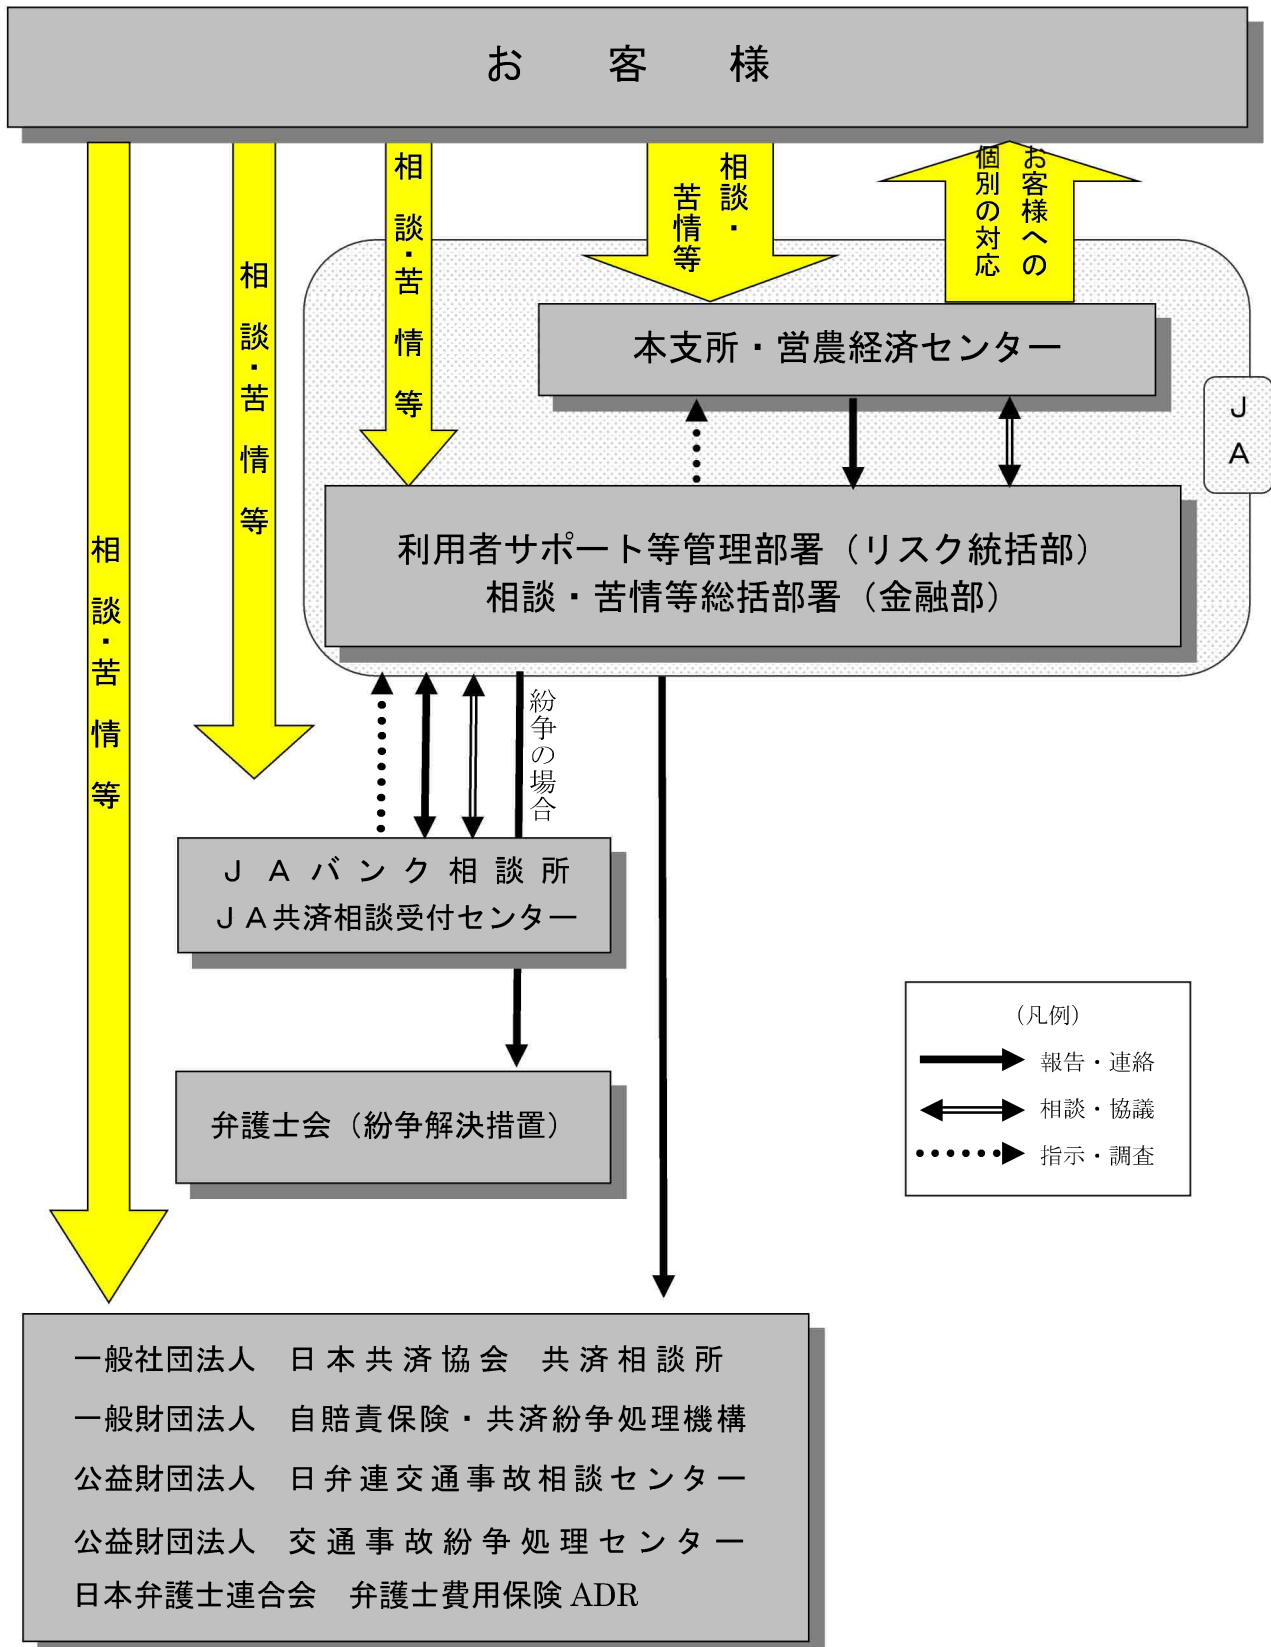 お　客　様
相談・苦情等
相談・苦情等
相談・苦情等
相談・
苦情等
お客様への
個別の対応
本支所・営農経済センター
ＪＡ
利用者サポート等管理部署（リスク統括部）
相談・苦情等総括部署（金融部）
紛争の場合
ＪＡバンク相談所
ＪＡ共済相談受付センター
弁護士会（紛争解決措置）
（凡例）
報告・連絡
相談・協議
指示・調査
一般社団法人　日本共済協会　共済相談所
一般財団法人　自賠責保険・共済紛争処理機構
公益財団法人　日弁連交通事故相談センター
公益財団法人　交通事故紛争処理センター
日本弁護士連合会　弁護士費用保険 ADR